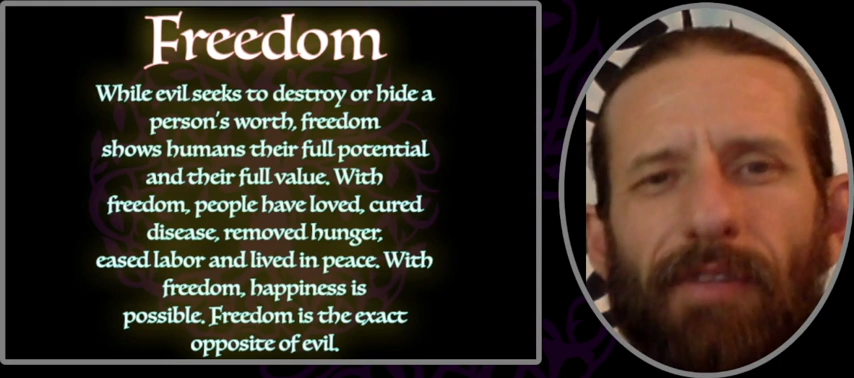 Freedom
While evil seeks to destroy or hide a
person's worth, freedom
shows humans their full potential
and their full value. With
freedom, people have loved, cured
disease, removed hunger,
eased labor and lived in peace. With
freedom, happiness is
possible. Freedom is the exact
opposite of evil.